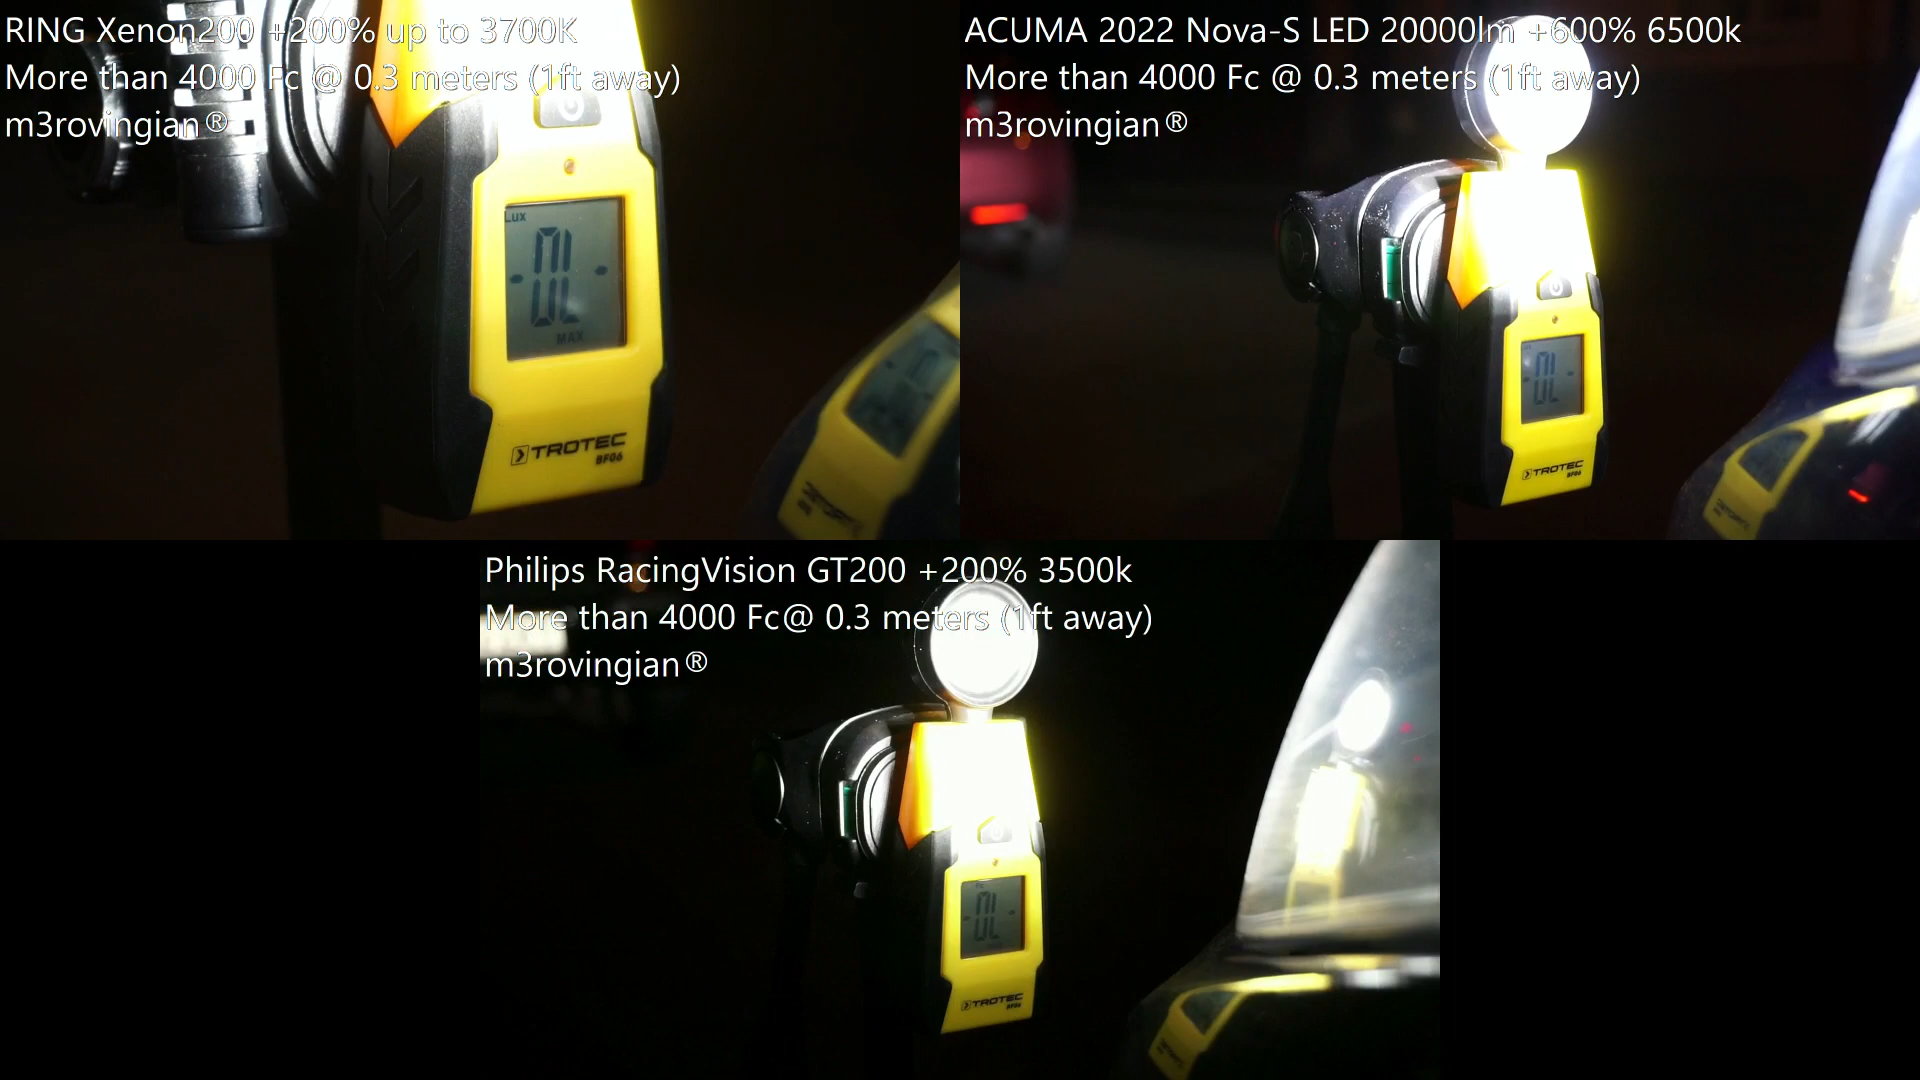 RING Xenon200 +200% up to 3700K
More than 4000 Fc @ 0.3 meters (1ft away)
m3rovingian®
Lux
OL
MAX
TROTEC
BF06
ACUMA 2022 Nova-S LED 20000lm +600% 6500k
More than 4000 Fc @ 0.3 meters (1ft away)
m3rovingian®
OL
TROTEC
BF06
Philips RacingVision GT200 +200% 3500k
More than 4000 Fc@ 0.3 meters (1ft away)
m3rovingian®
Fc
OL
TROTEC
BF06